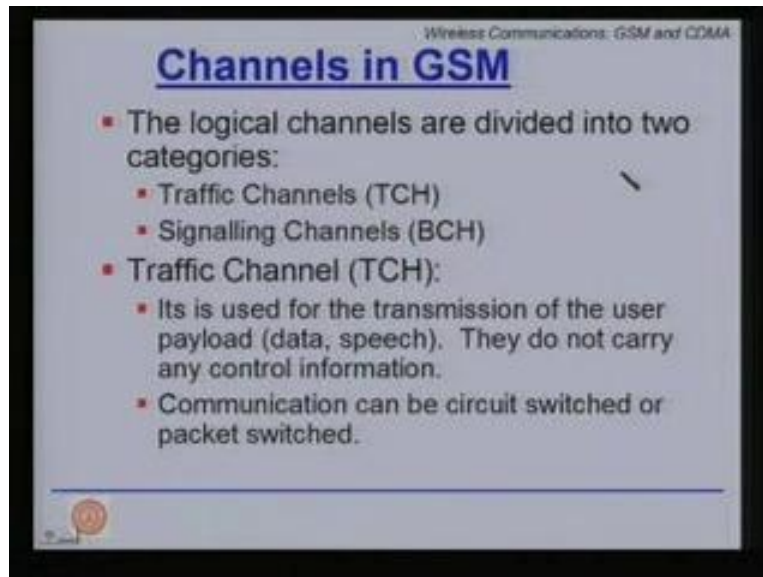 Wireless Communications: GSM and CDMA
Channels in GSM
▪ The logical channels are divided into two
categories:
▪ Traffic Channels (TCH)
▪ Signalling Channels (BCH)
▪ Traffic Channel (TCH):
▪ Its is used for the transmission of the user
payload (data, speech). They do not carry
any control information.
▪ Communication can be circuit switched or
packet switched.